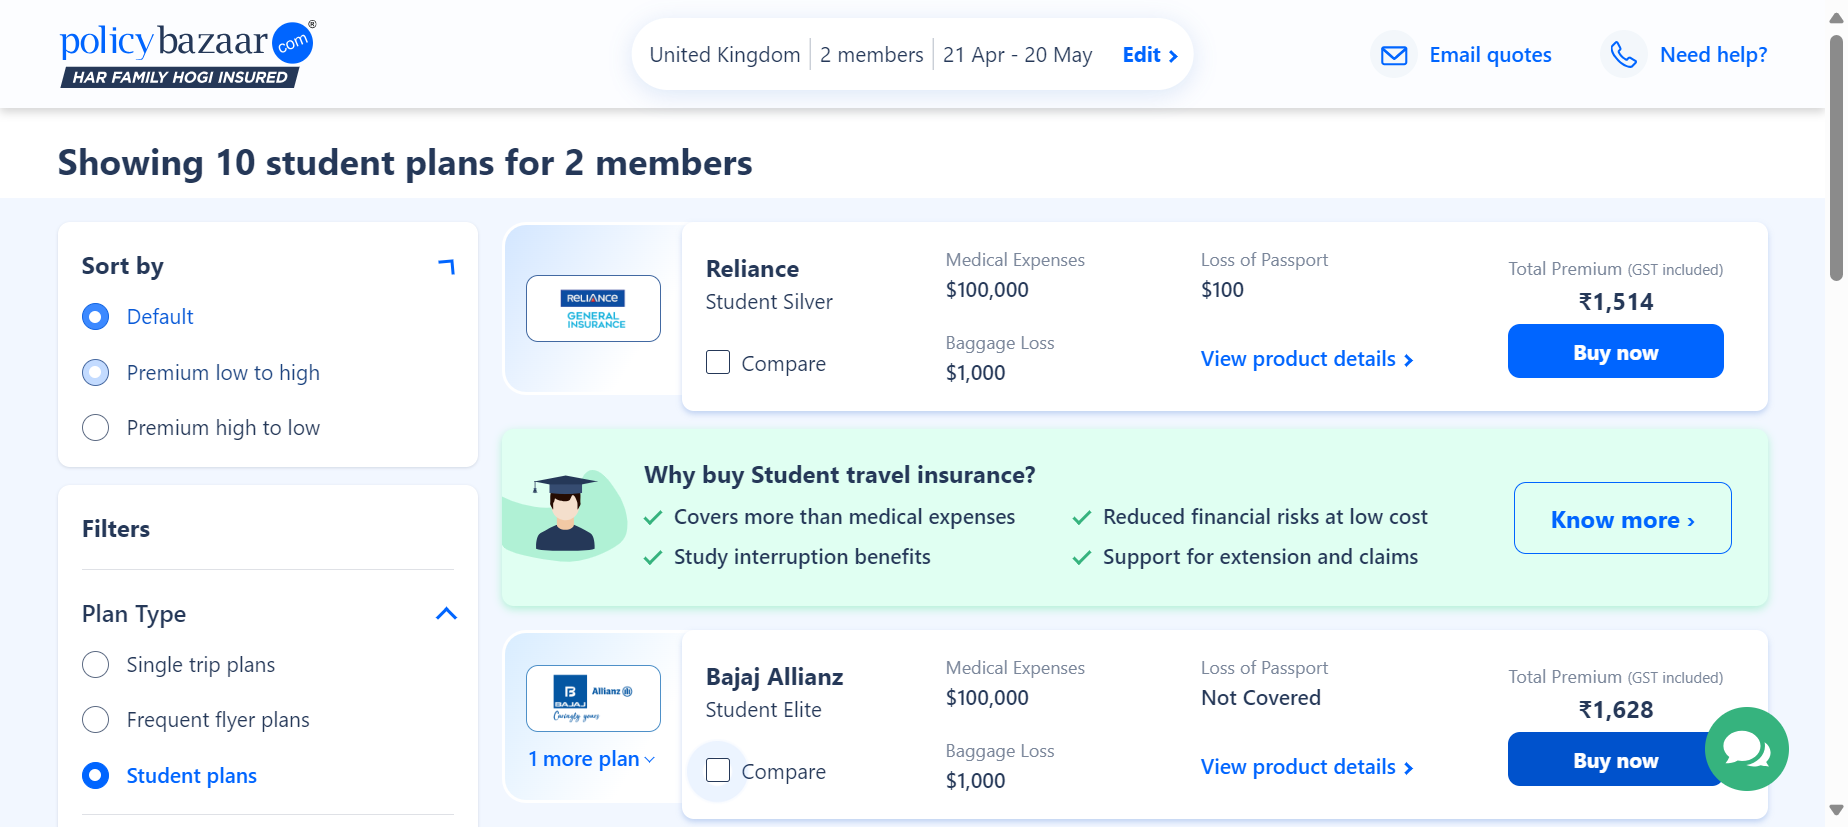 policybazaar.com®
HAR FAMILY HOGI INSURED
United Kingdom 2 members 21 Apr - 20 May Edit
Email quotes
Need help?
Showing 10 student plans for 2 members
Sort by
Default
Premium low to high
Premium high to low
Filters
Plan Type
Single trip plans
Frequent flyer plans
Student plans
RELIANCE
GENERAL
INSURANCE
Reliance
Student Silver
Compare
Medical Expenses
$100,000
Baggage Loss
$1,000
Loss of Passport
$100
View product details
Total Premium (GST included)
₹1,514
Buy now
Why buy Student travel insurance?
Covers more than medical expenses
Reduced financial risks at low cost
Study interruption benefits
Support for extension and claims
Know more ›
B
BAJAJ
Allianz
Caringly yours
1 more plan
Bajaj Allianz
Student Elite
Compare
Medical Expenses
$100,000
Baggage Loss
$1,000
Loss of Passport
Not Covered
View product details
Total Premium (GST included)
₹1,628
Buy now